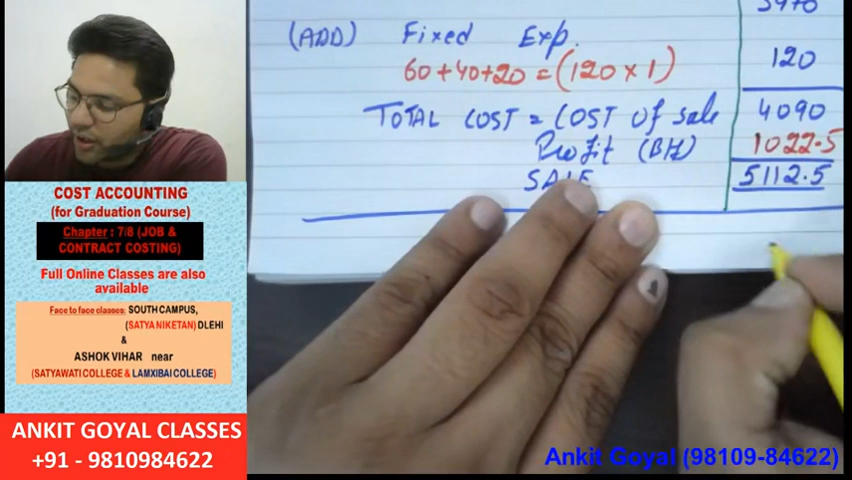 3970
(ADD) Fixed Exp.
60+40+20 = (120 x 1) 120
TOTAL COST = COST Of sale 4090
Profit (BL) 1022.5
SALE 5112.5
COST ACCOUNTING
(for Graduation Course)
Chapter : 7/8 (JOB &
CONTRACT COSTING)
Full Online Classes are also
available
Face to face classes: SOUTH CAMPUS,
(SATYA NIKETAN) DLEHI
&
ASHOK VIHAR near
(SATYAWATI COLLEGE & LAMXIBAI COLLEGE)
ANKIT GOYAL CLASSES
+91 - 9810984622
Ankit Goyal (98109-84622)